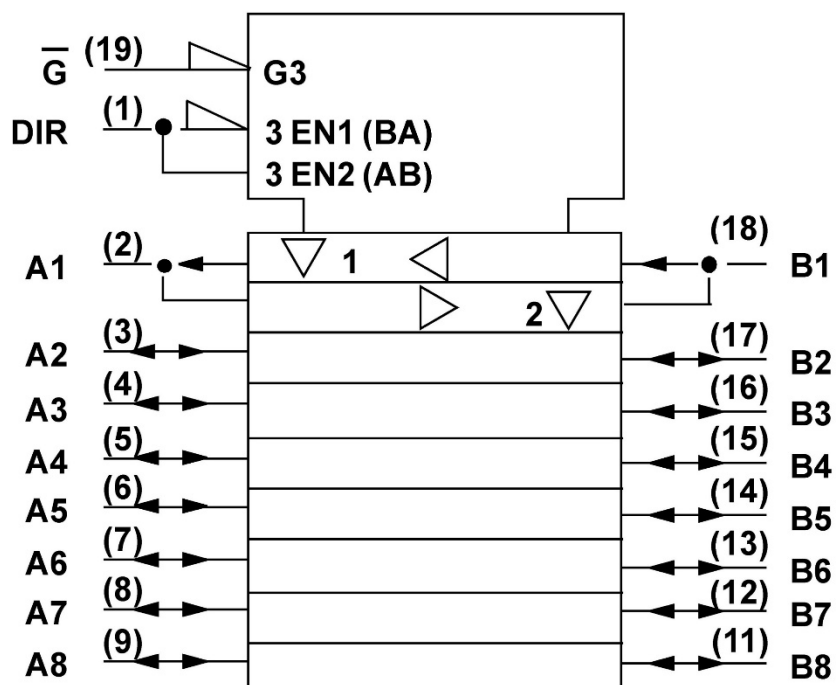 G̅ (19) G3
DIR (1) 3 EN1 (BA)
3 EN2 (AB)
A1 (2) 1 (18) B1
2
A2 (3) (17) B2
A3 (4) (16) B3
A4 (5) (15) B4
A5 (6) (14) B5
A6 (7) (13) B6
A7 (8) (12) B7
A8 (9) (11) B8